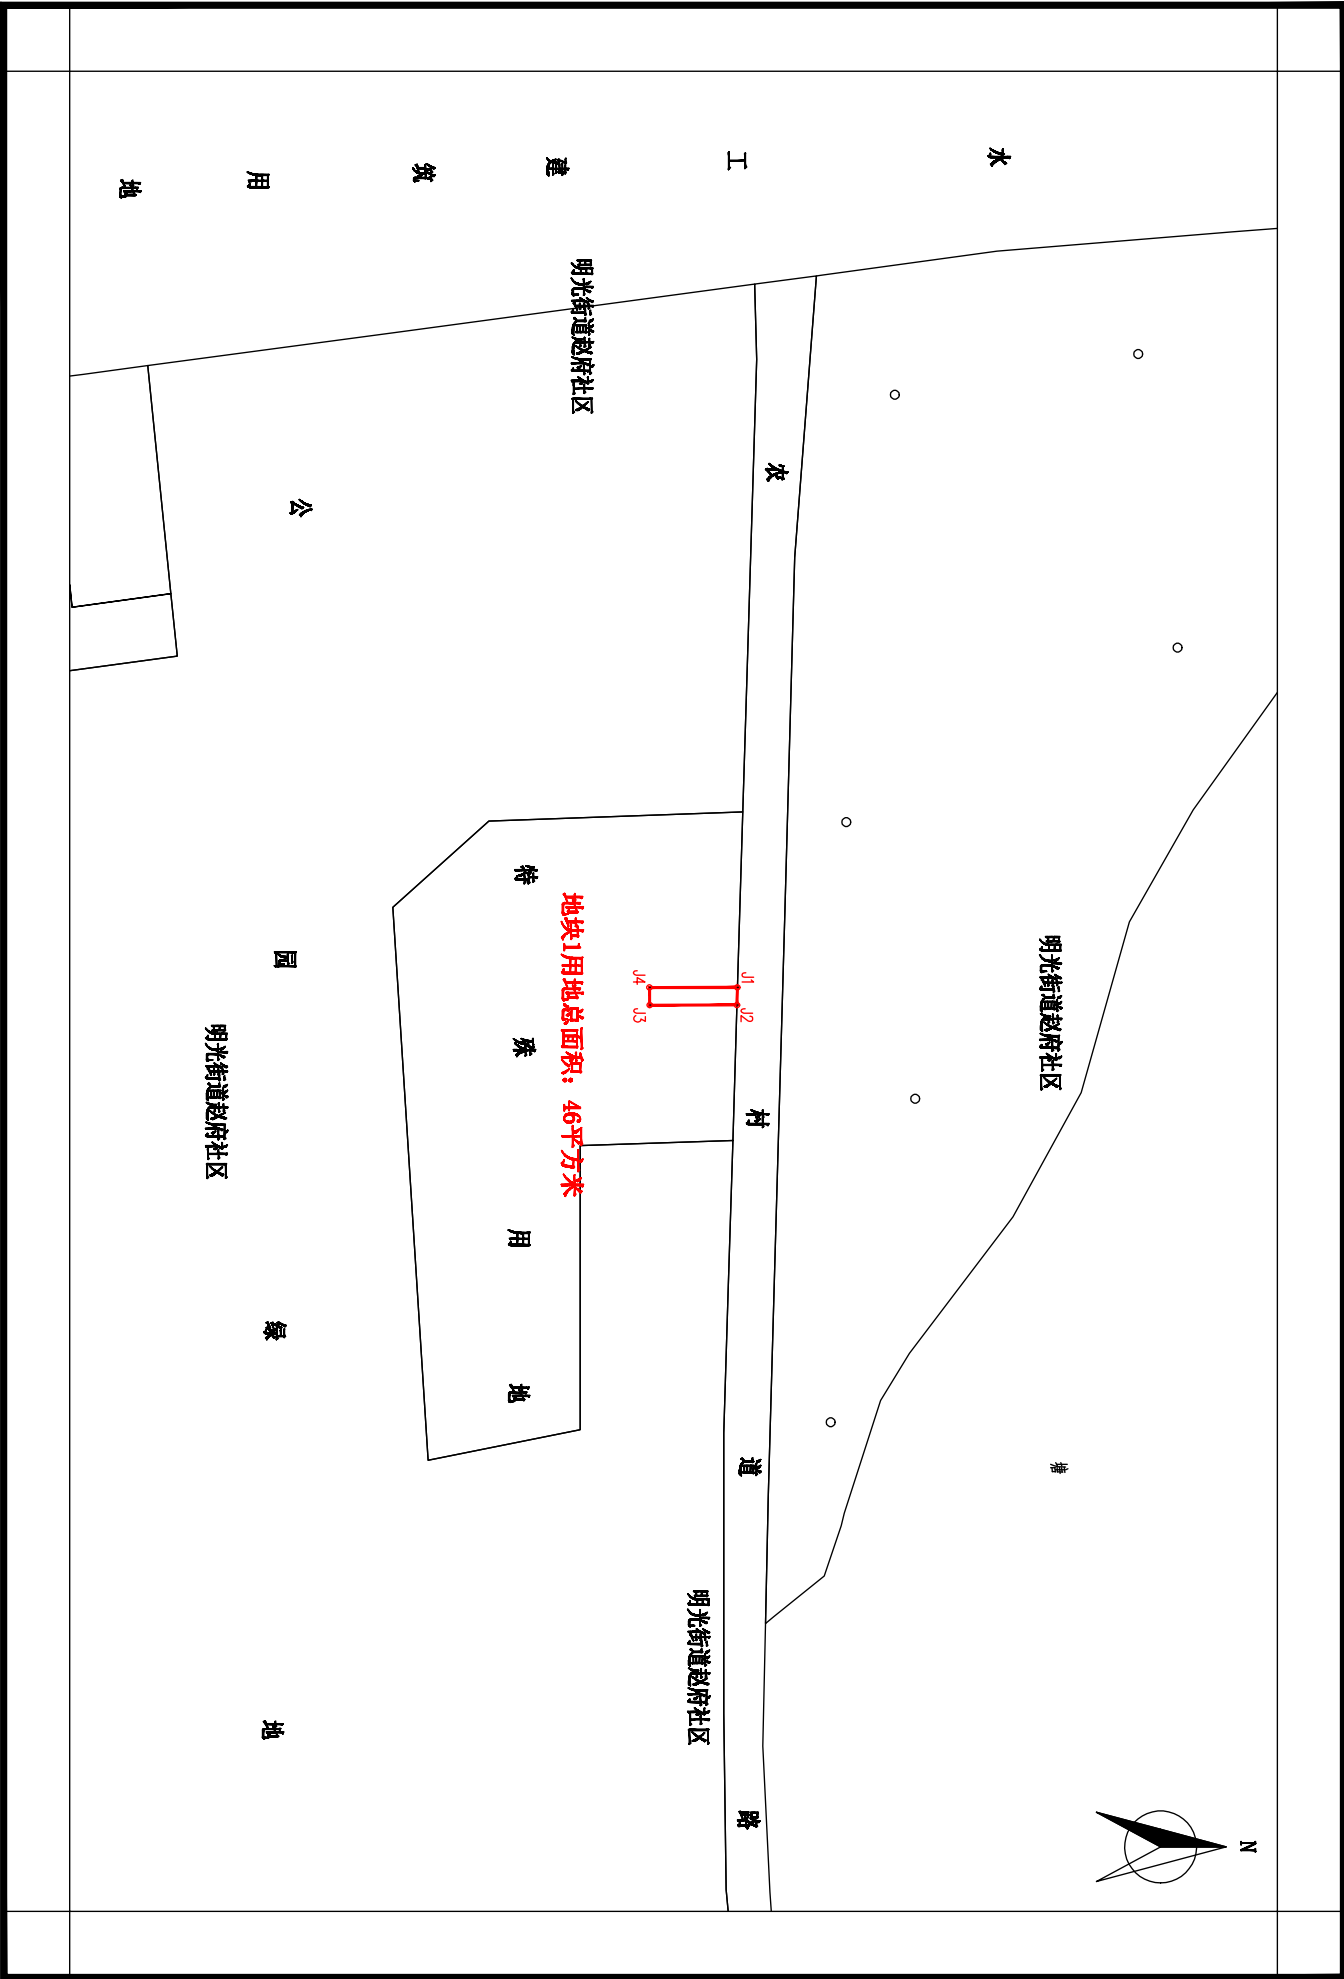 水工建筑用地
明光街道赵府社区
农村道路
公园绿地
特殊用地
地块1用地总面积：46平方米
J1
J2
J3
J4
明光街道赵府社区
明光街道赵府社区
明光街道赵府社区
塘
N